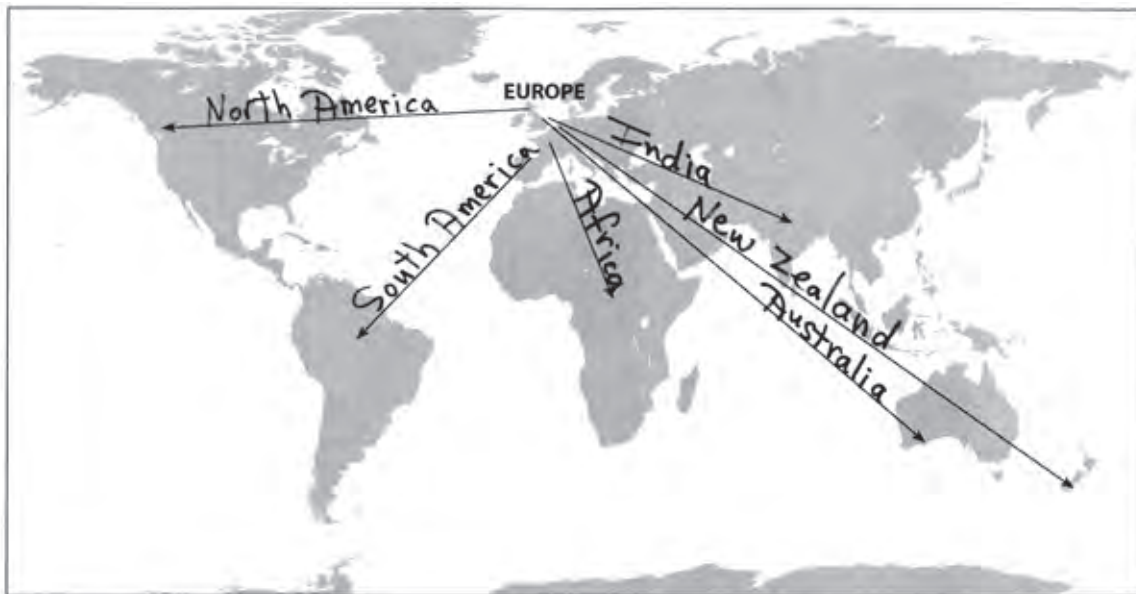 EUROPE
North America
South America
Africa
India
New Zealand
Australia